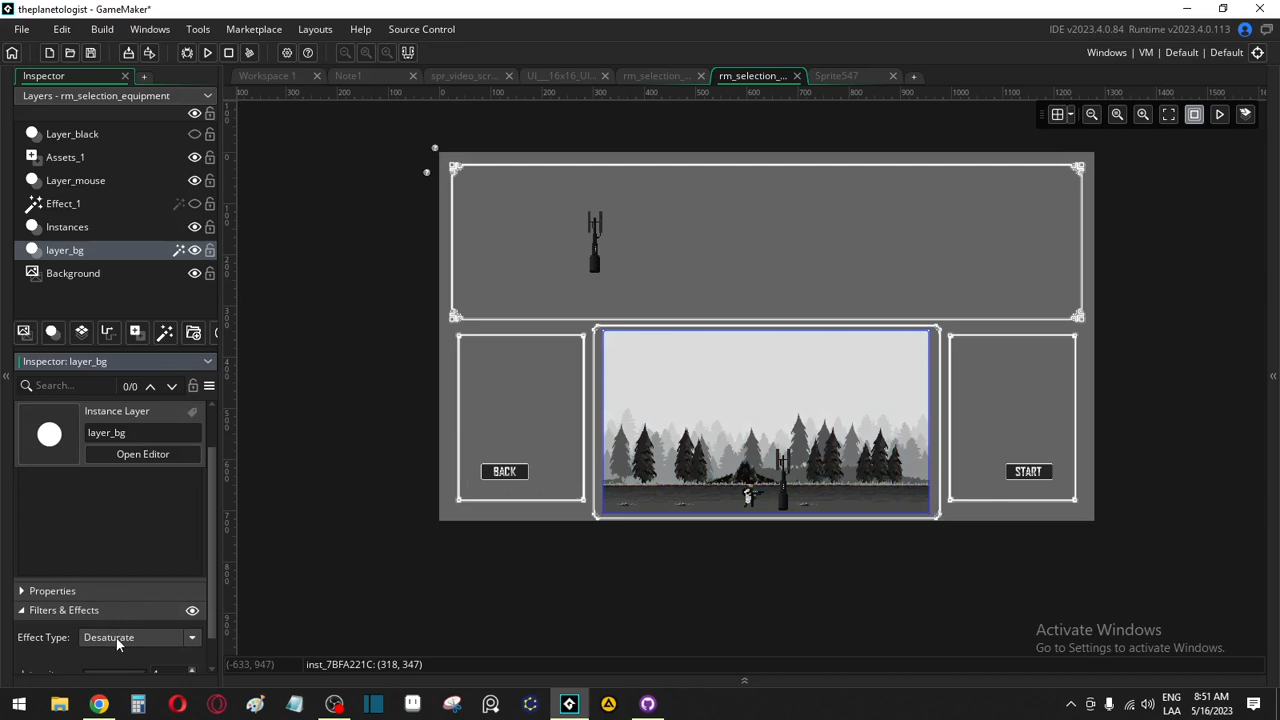 theplanetologist - GameMaker*
File Edit Build Windows Tools Marketplace Layouts Help Source Control
IDE v2023.4.0.84 Runtime v2023.4.0.113
Windows | VM | Default | Default
Inspector
Workspace 1 Note1 spr_video_scr... UI__16x16_UI... rm_selection_... rm_selection_... Sprite547
Layers - rm_selection_equipment
Layer_black
Assets_1
Layer_mouse
Effect_1
Instances
layer_bg
Background
Inspector: layer_bg
Search... 0/0
Instance Layer
layer_bg
Open Editor
Properties
Filters & Effects
Effect Type: Desaturate
BACK
START
(-633, 947) inst_7BFA221C: (318, 347)
Activate Windows
Go to Settings to activate Windows.
ENG
LAA
8:51 AM
5/16/2023